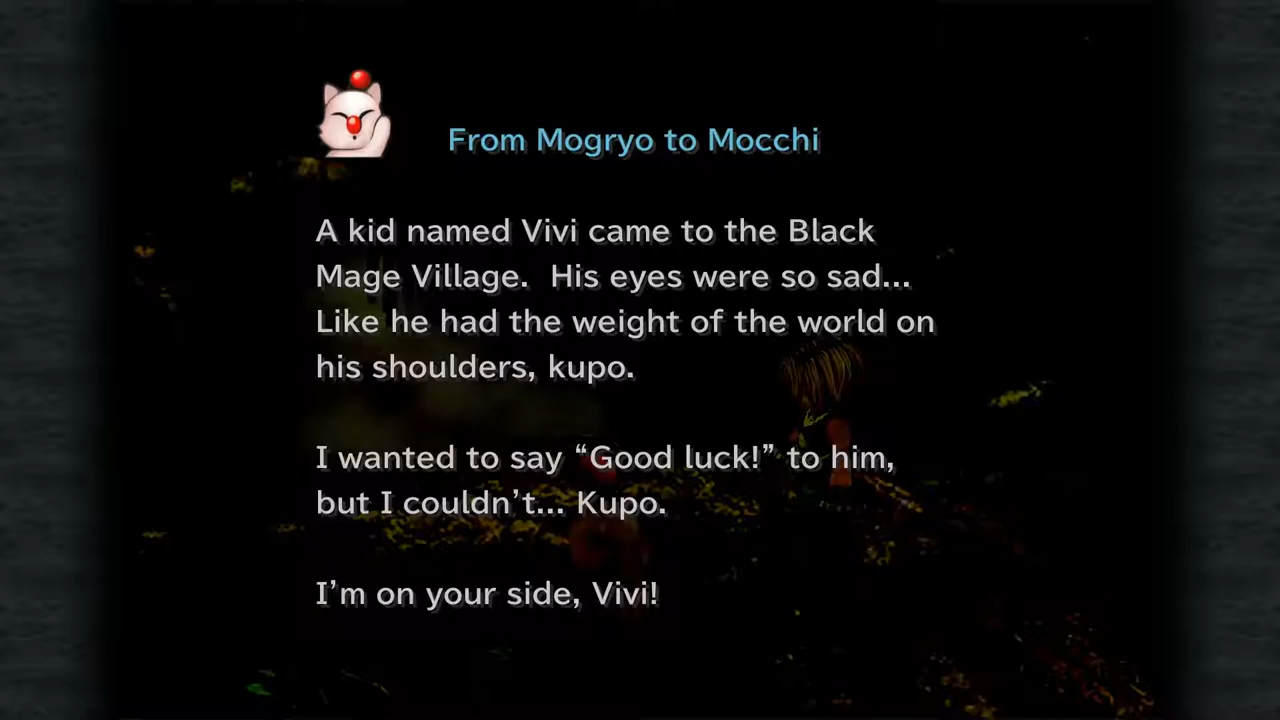 From Mogryo to Mocchi
A kid named Vivi came to the Black
Mage Village.  His eyes were so sad...
Like he had the weight of the world on
his shoulders, kupo.
I wanted to say “Good luck!” to him,
but I couldn’t... Kupo.
I’m on your side, Vivi!